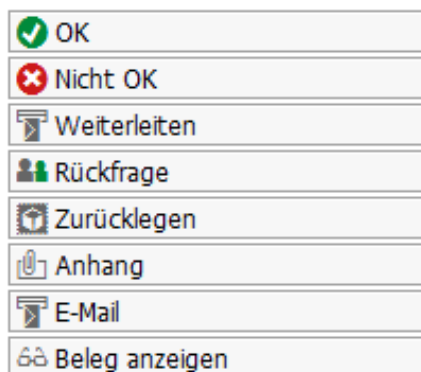 OK
Nicht OK
Weiterleiten
Rückfrage
Zurücklegen
Anhang
E-Mail
Beleg anzeigen